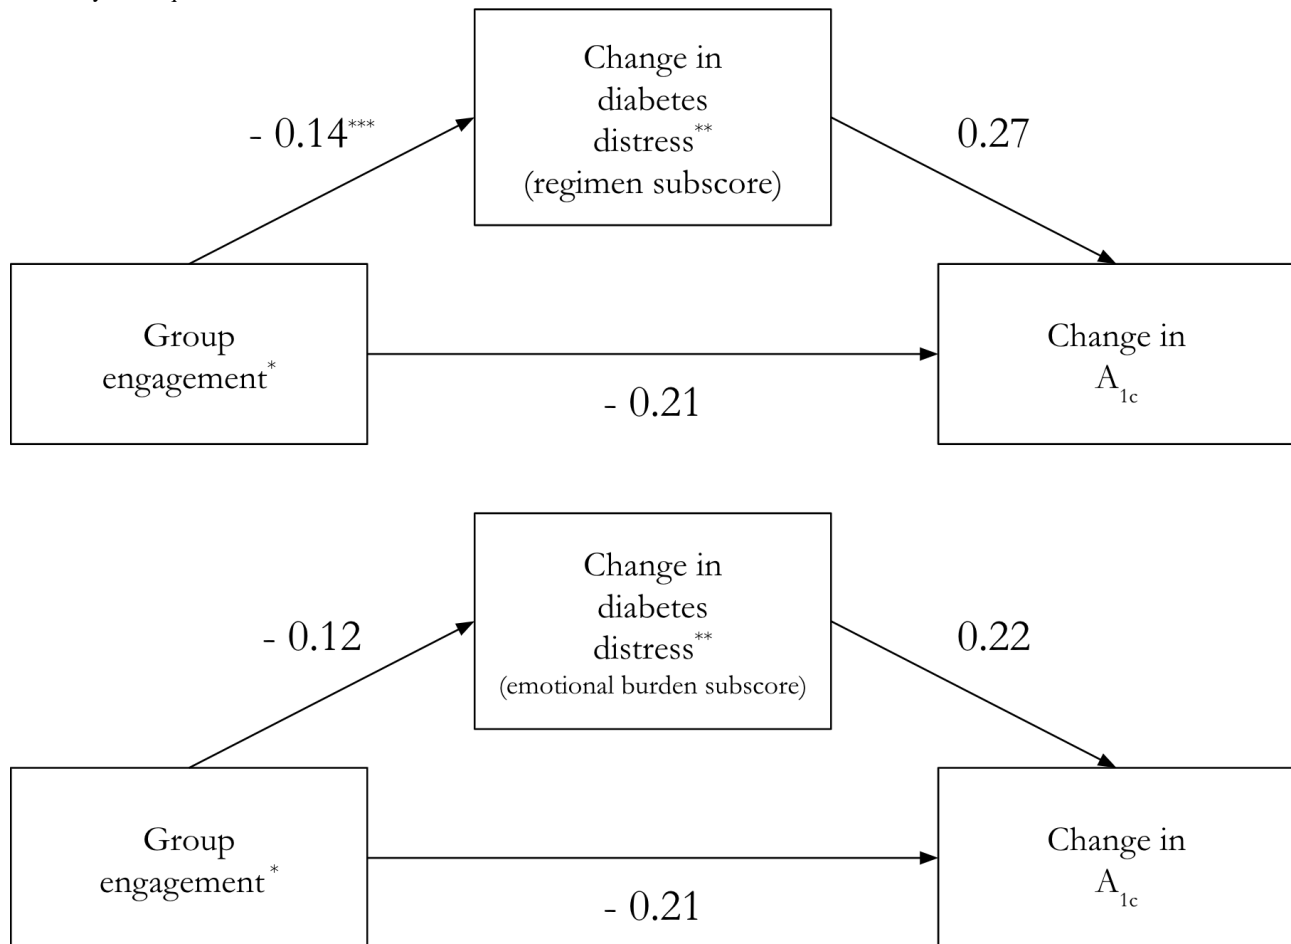 Change in
diabetes
distress**
(regimen subscore)
- 0.14***
0.27
Group
engagement*
Change in
A1c
- 0.21
Change in
diabetes
distress**
(emotional burden subscore)
- 0.12
0.22
Group
engagement*
Change in
A1c
- 0.21